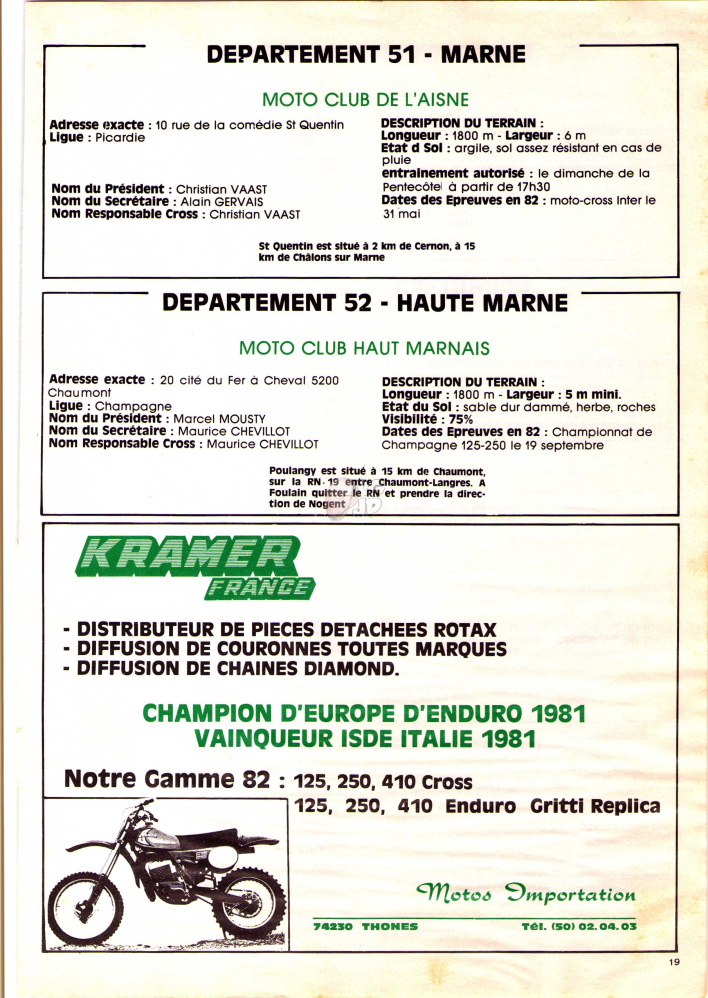 DEPARTEMENT 51 - MARNE
MOTO CLUB DE L'AISNE
Adresse exacte : 10 rue de la comédie St Quentin
Ligue : Picardie
Nom du Président : Christian VAAST
Nom du Secrétaire : Alain GERVAIS
Nom Responsable Cross : Christian VAAST
DESCRIPTION DU TERRAIN :
Longueur : 1800 m - Largeur : 6 m
Etat d Sol : argile, sol assez résistant en cas de
pluie
entrainement autorisé : le dimanche de la
Pentecôte à partir de 17h30
Dates des Epreuves en 82 : moto-cross Inter le
31 mai
St Quentin est situé à 2 km de Cernon, à 15
km de Châlons sur Marne
DEPARTEMENT 52 - HAUTE MARNE
MOTO CLUB HAUT MARNAIS
Adresse exacte : 20 cité du Fer à Cheval 5200
Chaumont
Ligue : Champagne
Nom du Président : Marcel MOUSTY
Nom du Secrétaire : Maurice CHEVILLOT
Nom Responsable Cross : Maurice CHEVILLOT
DESCRIPTION DU TERRAIN :
Longueur : 1800 m - Largeur : 5 m mini.
Etat du Sol : sable dur dammé, herbe, roches
Visibilité : 75%
Dates des Epreuves en 82 : Championnat de
Champagne 125-250 le 19 septembre
Poulangy est situé à 15 km de Chaumont,
sur la RN-19 entre Chaumont-Langres. A
Foulain quitter le RN et prendre la direc-
tion de Nogent
KRAMER
FRANCE
- DISTRIBUTEUR DE PIECES DETACHEES ROTAX
- DIFFUSION DE COURONNES TOUTES MARQUES
- DIFFUSION DE CHAINES DIAMOND.
CHAMPION D'EUROPE D'ENDURO 1981
VAINQUEUR ISDE ITALIE 1981
Notre Gamme 82 : 125, 250, 410 Cross
125, 250, 410 Enduro Gritti Replica
Motos Importation
74230 THONES Tél. (50) 02.04.03
19